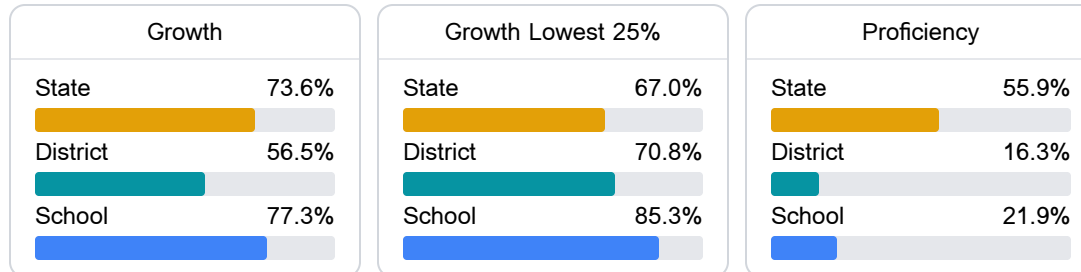 Growth
State 73.6%
District 56.5%
School 77.3%
Growth Lowest 25%
State 67.0%
District 70.8%
School 85.3%
Proficiency
State 55.9%
District 16.3%
School 21.9%